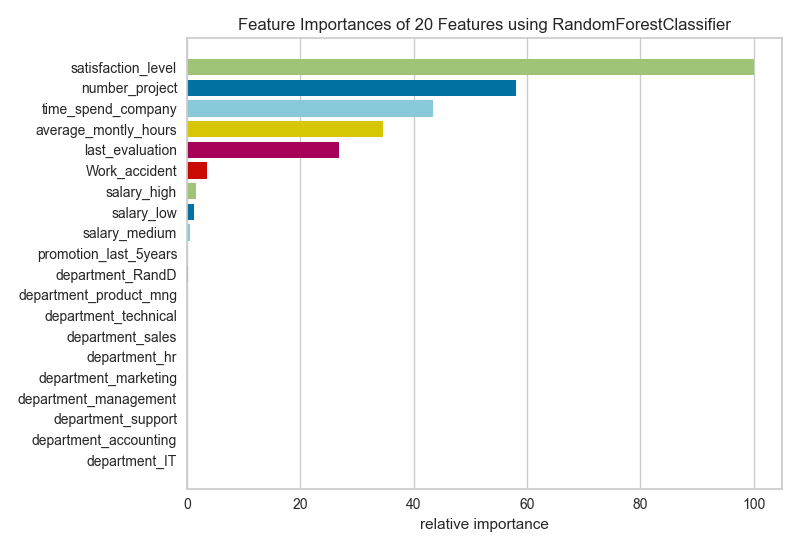 Feature Importances of 20 Features using RandomForestClassifier
satisfaction_level
number_project
time_spend_company
average_montly_hours
last_evaluation
Work_accident
salary_high
salary_low
salary_medium
promotion_last_5years
department_RandD
department_product_mng
department_technical
department_sales
department_hr
department_marketing
department_management
department_support
department_accounting
department_IT
0 20 40 60 80 100
relative importance